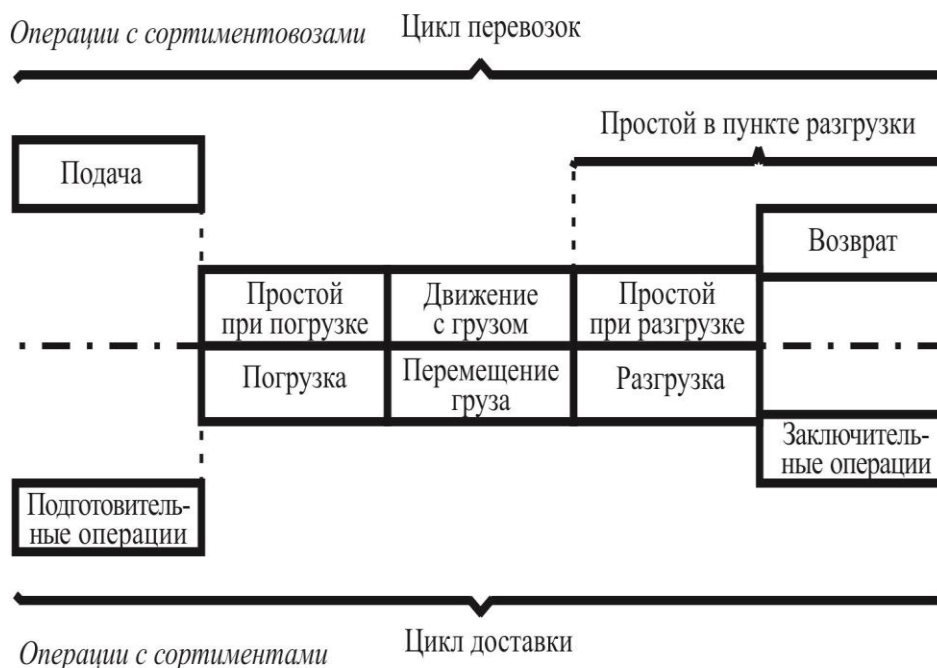 Операции с сортиментовозами
Цикл перевозок
Простой в пункте разгрузки
Подача
Возврат
Простой
при погрузке
Движение
с грузом
Простой
при разгрузке
Погрузка
Перемещение
груза
Разгрузка
Заключитель-
ные операции
Подготовитель-
ные операции
Операции с сортиментами
Цикл доставки